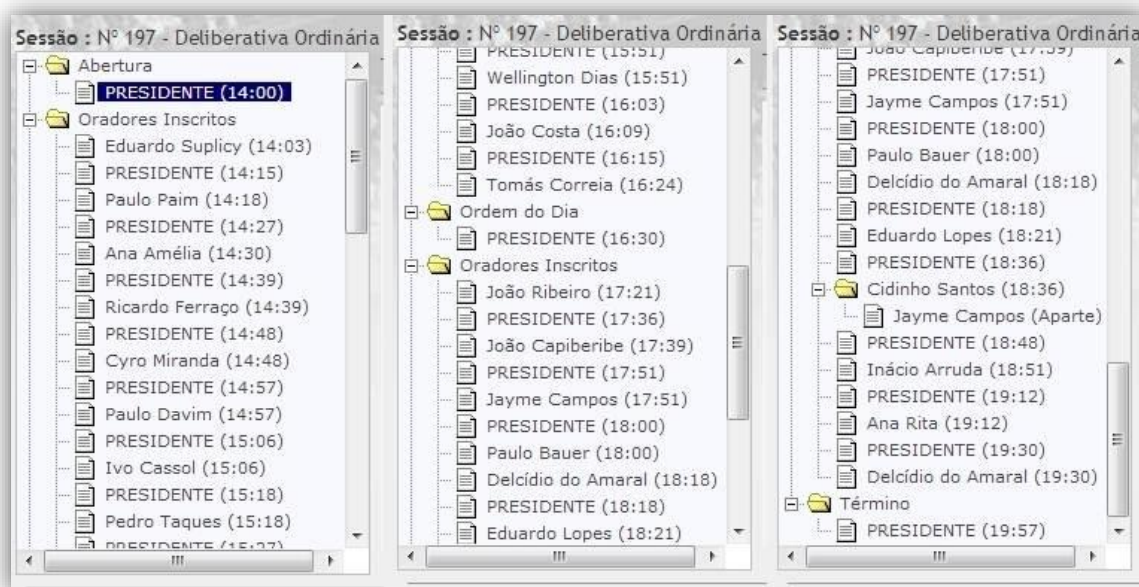 Sessão : Nº 197 - Deliberativa Ordinária
Abertura
PRESIDENTE (14:00)
Oradores Inscritos
Eduardo Suplicy (14:03)
PRESIDENTE (14:15)
Paulo Paim (14:18)
PRESIDENTE (14:27)
Ana Amélia (14:30)
PRESIDENTE (14:39)
Ricardo Ferraço (14:39)
PRESIDENTE (14:48)
Cyro Miranda (14:48)
PRESIDENTE (14:57)
Paulo Davim (14:57)
PRESIDENTE (15:06)
Ivo Cassol (15:06)
PRESIDENTE (15:18)
Pedro Taques (15:18)
PRESIDENTE (15:27)
Sessão : Nº 197 - Deliberativa Ordinária
PRESIDENTE (15:51)
Wellington Dias (15:51)
PRESIDENTE (16:03)
João Costa (16:09)
PRESIDENTE (16:15)
Tomás Correia (16:24)
Ordem do Dia
PRESIDENTE (16:30)
Oradores Inscritos
João Ribeiro (17:21)
PRESIDENTE (17:36)
João Capiberibe (17:39)
PRESIDENTE (17:51)
Jayme Campos (17:51)
PRESIDENTE (18:00)
Paulo Bauer (18:00)
Delcídio do Amaral (18:18)
PRESIDENTE (18:18)
Eduardo Lopes (18:21)
Sessão : Nº 197 - Deliberativa Ordinária
João Capiberibe (17:39)
PRESIDENTE (17:51)
Jayme Campos (17:51)
PRESIDENTE (18:00)
Paulo Bauer (18:00)
Delcídio do Amaral (18:18)
PRESIDENTE (18:18)
Eduardo Lopes (18:21)
PRESIDENTE (18:36)
Cidinho Santos (18:36)
Jayme Campos (Aparte)
PRESIDENTE (18:48)
Inácio Arruda (18:51)
PRESIDENTE (19:12)
Ana Rita (19:12)
PRESIDENTE (19:30)
Delcídio do Amaral (19:30)
Término
PRESIDENTE (19:57)